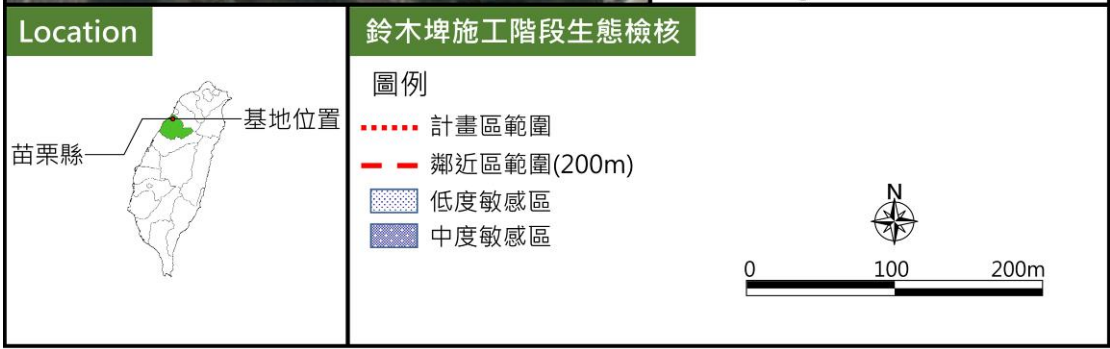 Location
基地位置
苗栗縣
鈴木埤施工階段生態檢核
圖例
計畫區範圍
鄰近區範圍(200m)
低度敏感區
中度敏感區
N
0 100 200m